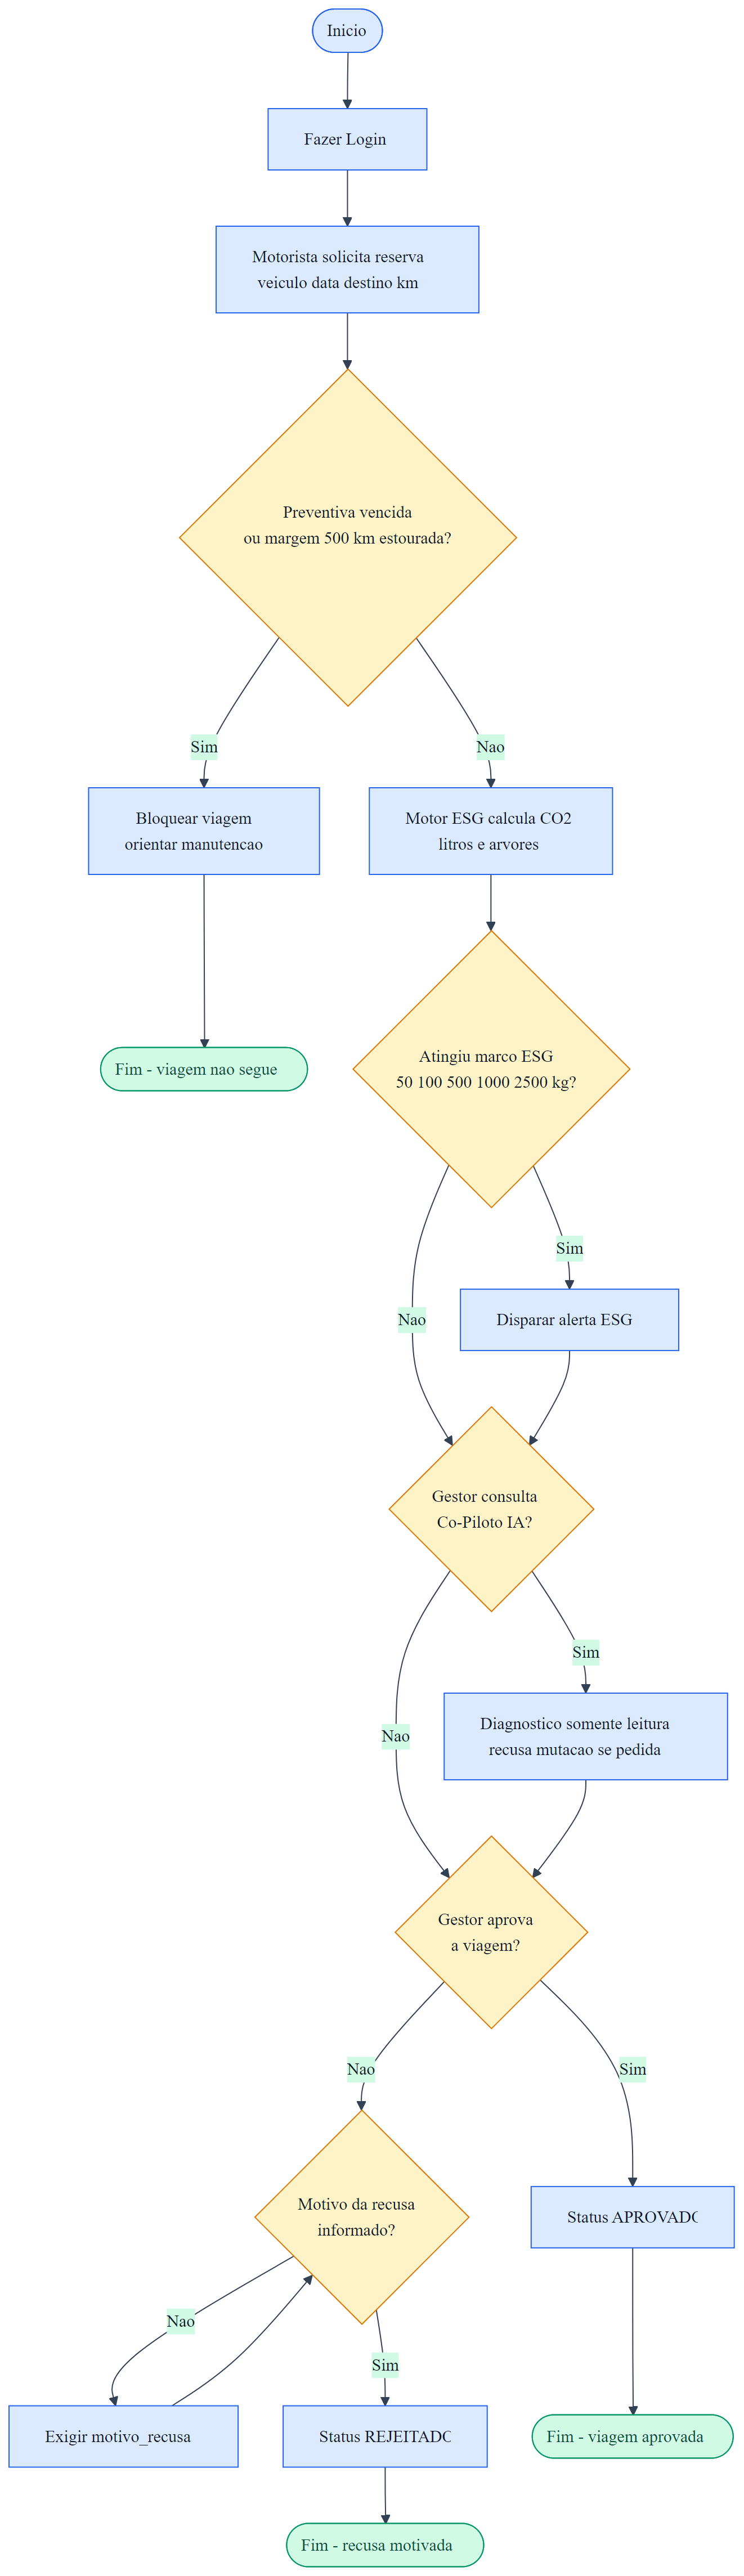 Inicio
Fazer Login
Motorista solicita reserva
veiculo data destino km
Preventiva vencida
ou margem 500 km estourada?
Sim
Nao
Bloquear viagem
orientar manutencao
Motor ESG calcula CO2
litros e arvores
Fim - viagem nao segue
Atingiu marco ESG
50 100 500 1000 2500 kg?
Sim
Nao
Disparar alerta ESG
Gestor consulta
Co-Piloto IA?
Sim
Nao
Diagnostico somente leitura
recusa mutacao se pedida
Gestor aprova
a viagem?
Nao
Sim
Motivo da recusa
informado?
Status APROVADO
Nao
Sim
Exigir motivo_recusa
Status REJEITADO
Fim - viagem aprovada
Fim - recusa motivada